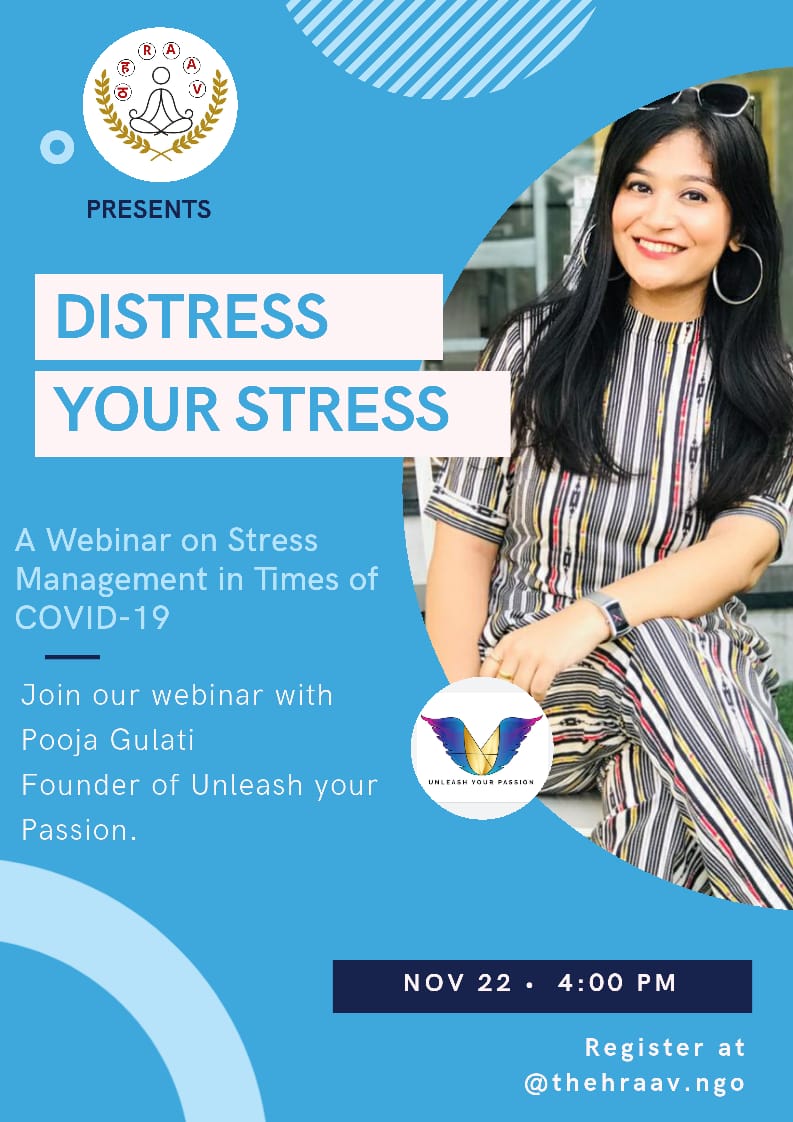 R A A V
PRESENTS
DISTRESS
YOUR STRESS
A Webinar on Stress
Management in Times of
COVID-19
Join our webinar with
Pooja Gulati
Founder of Unleash your
Passion.
UNLEASH YOUR PASSION
NOV 22 • 4:00 PM
Register at
@thehraav.ngo